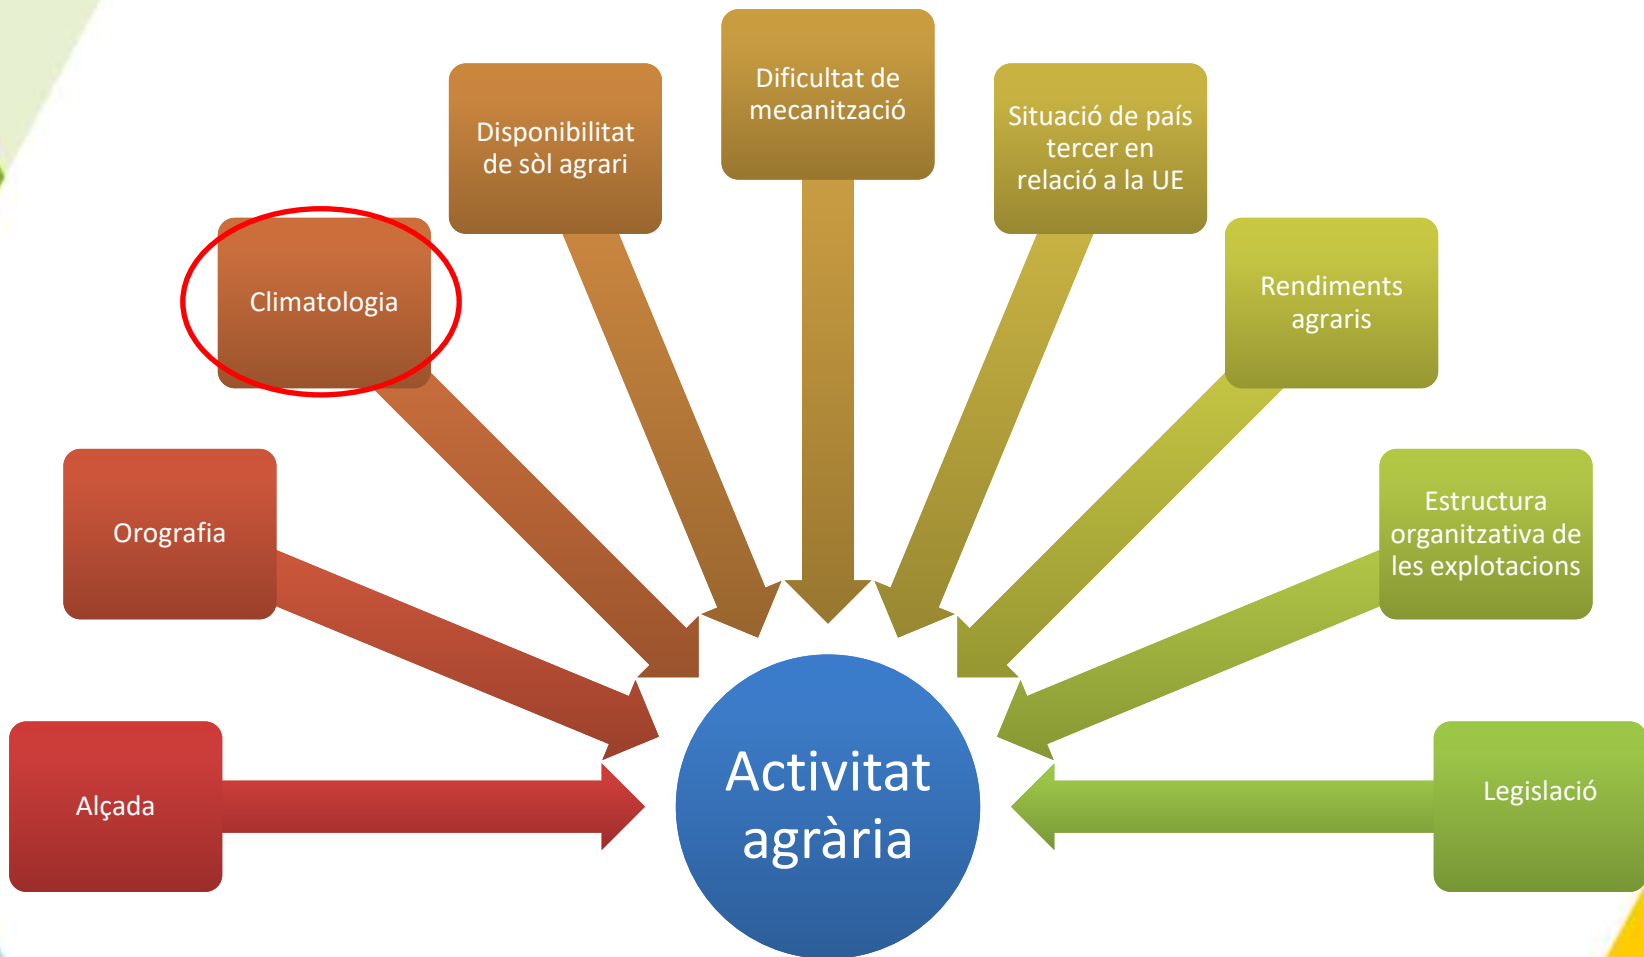 Dificultat de
mecanització
Disponibilitat
de sòl agrari
Situació de país
tercer en
relació a la UE
Climatologia
Rendiments
agraris
Orografia
Estructura
organitzativa de
les explotacions
Alçada
Activitat
agrària
Legislació